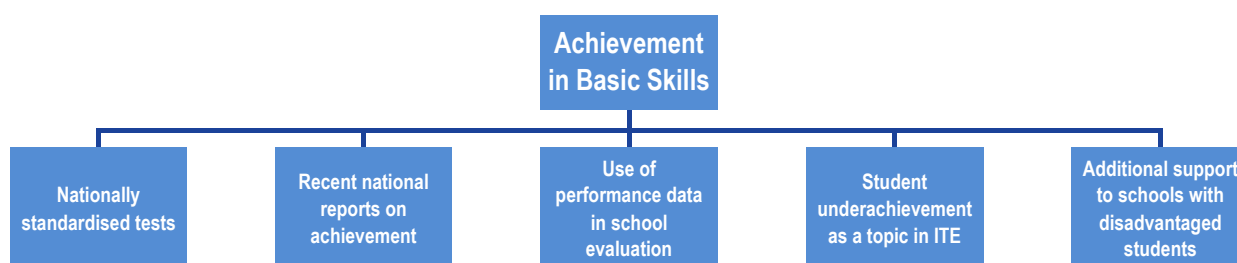 Achievement
in Basic Skills
Nationally
standardised tests
Recent national
reports on
achievement
Use of
performance data
in school
evaluation
Student
underachievement
as a topic in ITE
Additional support
to schools with
disadvantaged
students